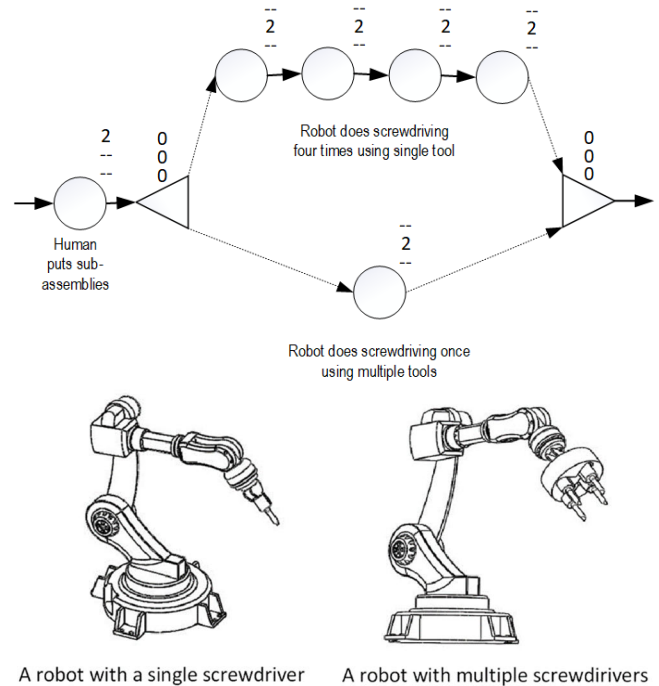 --
2
--
--
2
--
--
2
--
--
2
--
Robot does screwdriving
four times using single tool
2
--
--
0
0
0
0
0
0
Human
puts sub-
assemblies
--
2
--
Robot does screwdriving once
using multiple tools
A robot with a single screwdriver
A robot with multiple screwdirivers